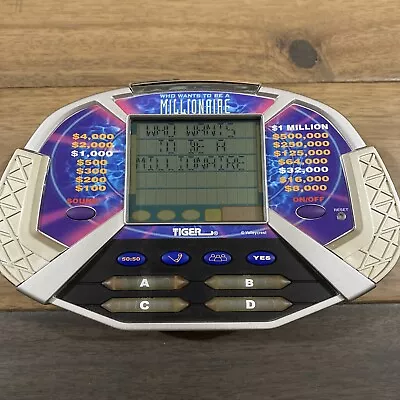 WHO WANTS TO BE A
MILLIONAIRE
$4,000
$2,000
$1,000
$500
$300
$200
$100
SOUND
WHO WANTS
TO BE A
MILLIONAIRE
$1 MILLION
$500,000
$250,000
$125,000
$64,000
$32,000
$16,000
$8,000
ON/OFF
RESET
TIGER®
© Valleycrest
50:50
YES
A
B
C
D